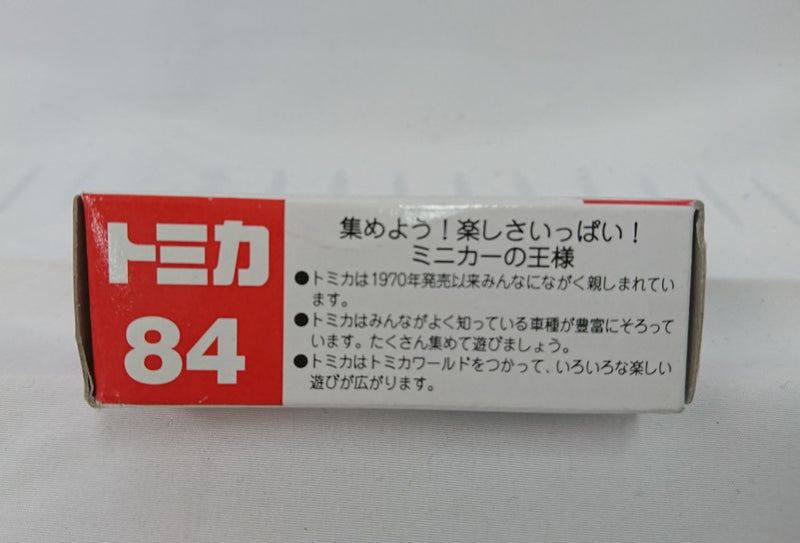 トミカ
84
集めよう！楽しさいっぱい！
ミニカーの王様
●トミカは1970年発売以来みんなにながく親しまれてい
ます。
●トミカはみんながよく知っている車種が豊富にそろって
います。たくさん集めて遊びましょう。
●トミカはトミカワールドをつかって、いろいろな楽しい
遊びが広がります。